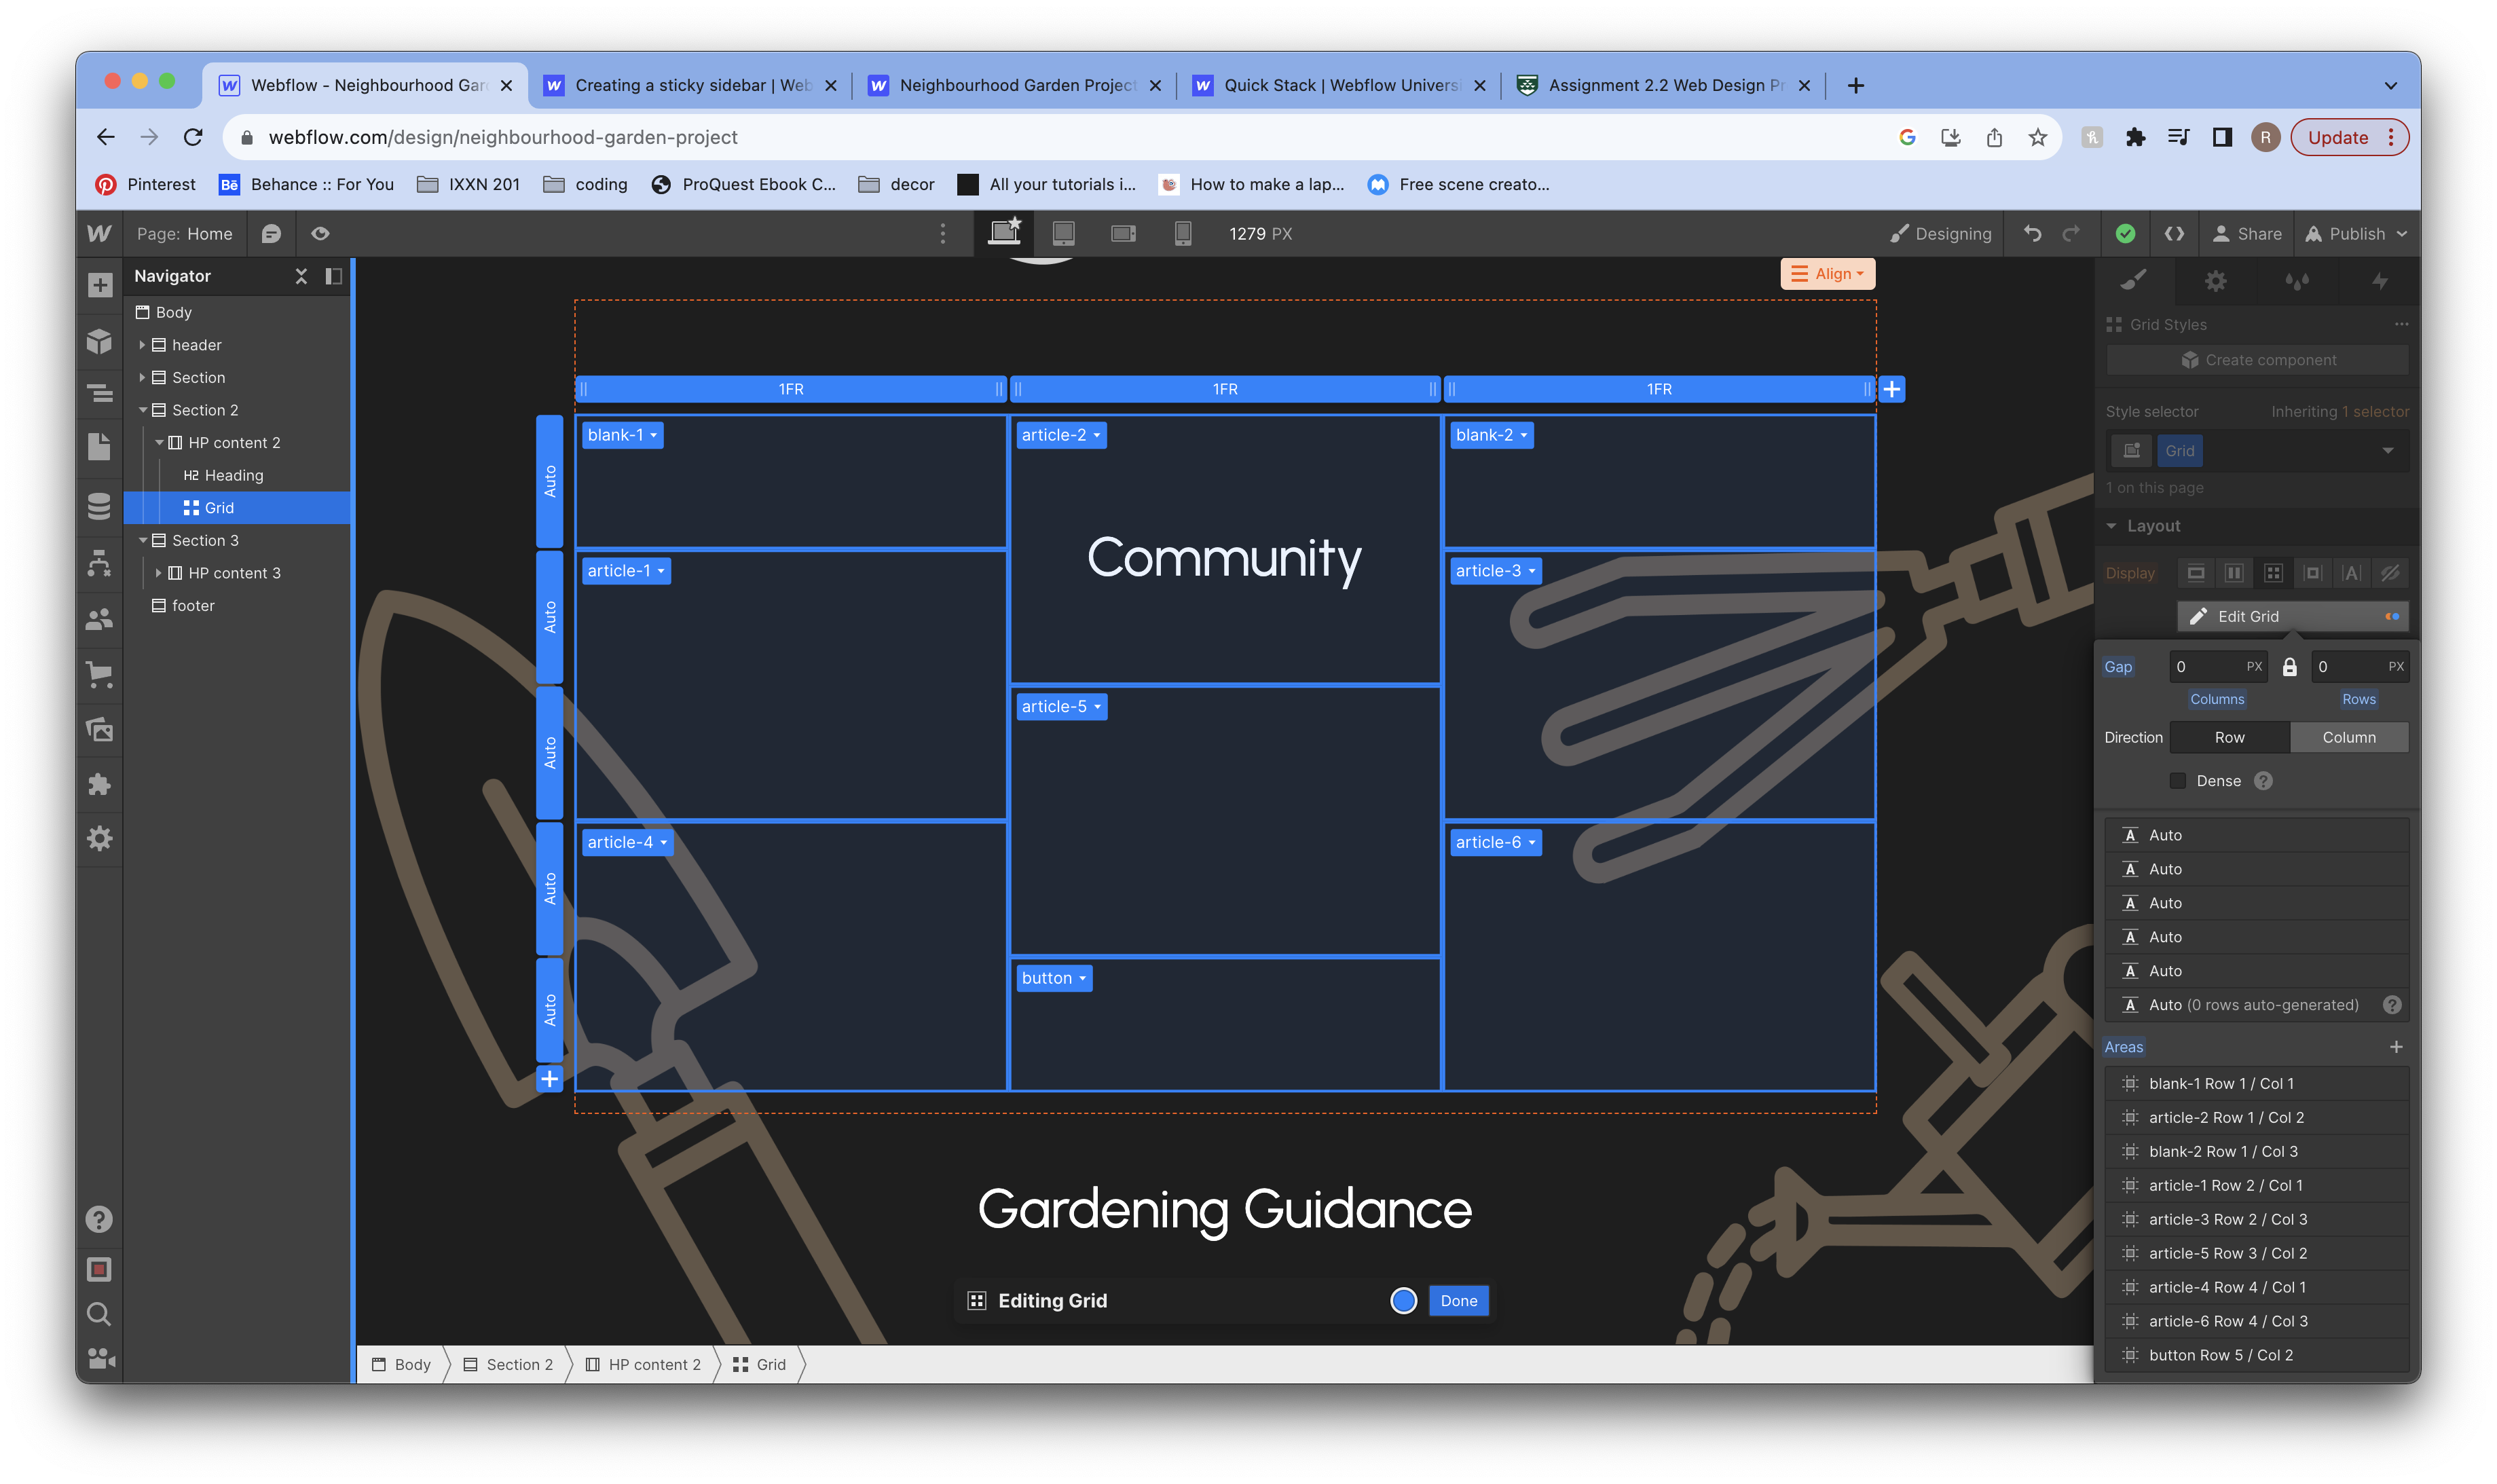 Webflow - Neighbourhood Gar
Creating a sticky sidebar | Web
Neighbourhood Garden Project
Quick Stack | Webflow Universi
Assignment 2.2 Web Design Pr
webflow.com/design/neighbourhood-garden-project
R
Update
Pinterest
Bē
Behance :: For You
IXXN 201
coding
ProQuest Ebook C...
decor
All your tutorials i...
How to make a lap...
Free scene creato...
Page: Home
1279 PX
Designing
Share
Publish
Navigator
Body
header
Section
Section 2
HP content 2
H2 Heading
Grid
Section 3
HP content 3
footer
Align
1FR
1FR
1FR
Auto
Auto
Auto
Auto
Auto
blank-1
article-2
blank-2
Community
article-1
article-3
article-5
article-4
article-6
button
Gardening Guidance
Editing Grid
Done
Body
Section 2
HP content 2
Grid
Grid Styles
Create component
Style selector
Inheriting 1 selector
Grid
1 on this page
Layout
Display
Edit Grid
Gap
0 PX
0 PX
Columns
Rows
Direction
Row
Column
Dense
Auto
Auto
Auto
Auto
Auto
Auto (0 rows auto-generated)
Areas
blank-1 Row 1 / Col 1
article-2 Row 1 / Col 2
blank-2 Row 1 / Col 3
article-1 Row 2 / Col 1
article-3 Row 2 / Col 3
article-5 Row 3 / Col 2
article-4 Row 4 / Col 1
article-6 Row 4 / Col 3
button Row 5 / Col 2